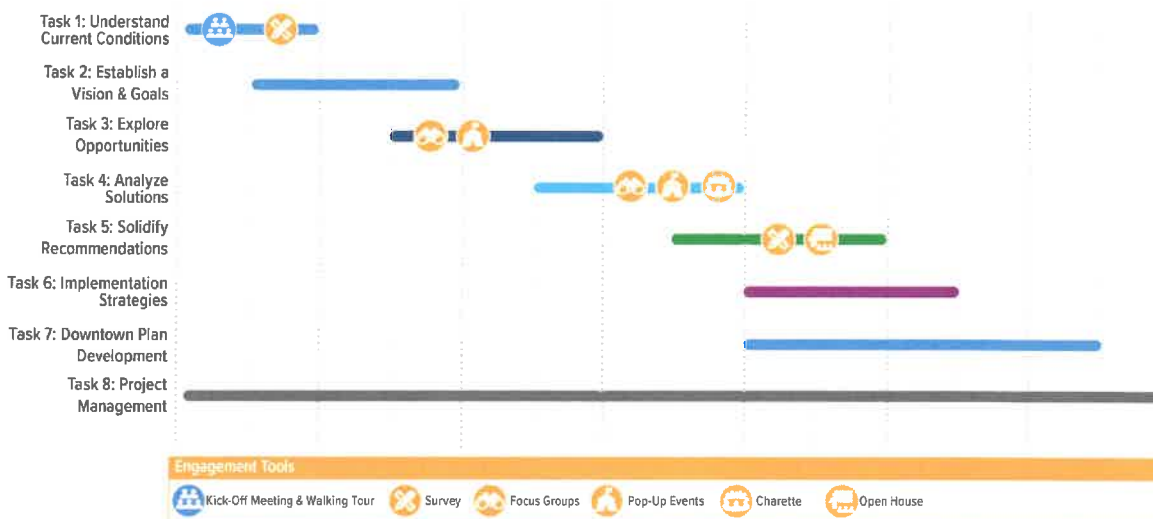 Task 1: Understand
Current Conditions
Task 2: Establish a
Vision & Goals
Task 3: Explore
Opportunities
Task 4: Analyze
Solutions
Task 5: Solidify
Recommendations
Task 6: Implementation
Strategies
Task 7: Downtown Plan
Development
Task 8: Project
Management
Engagement Tools
Kick-Off Meeting & Walking Tour Survey Focus Groups Pop-Up Events Charette Open House